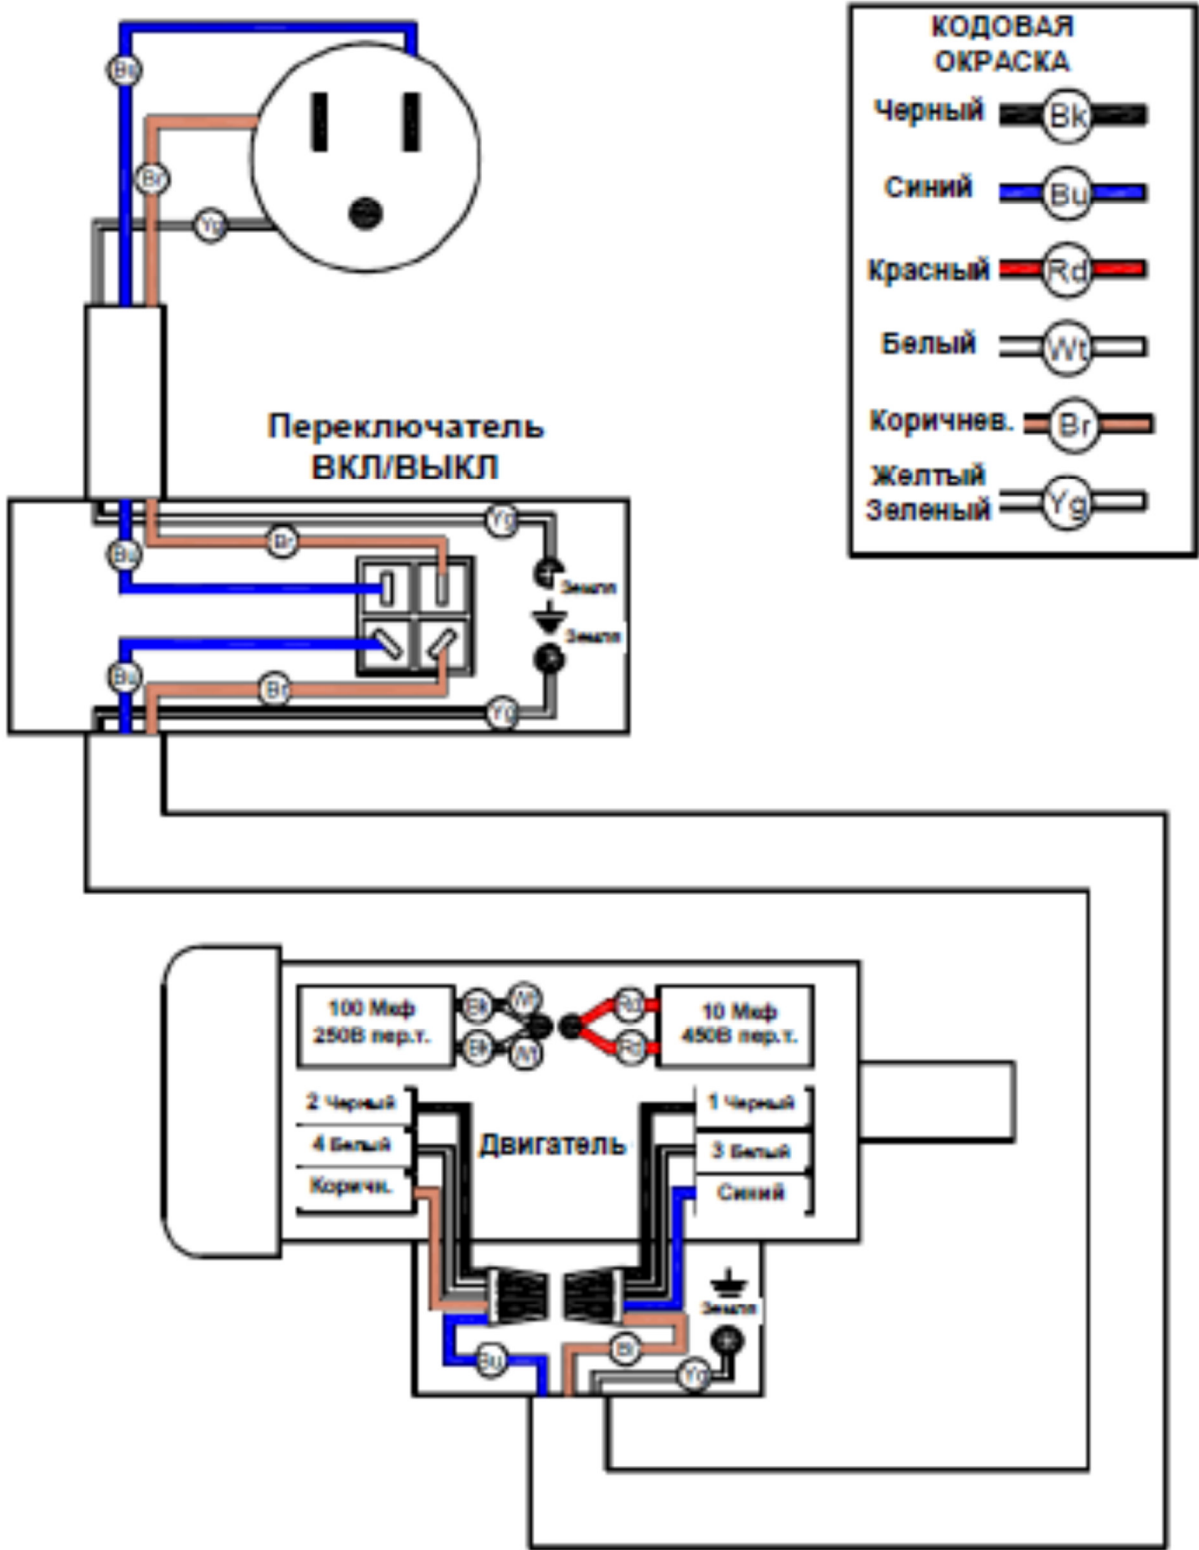 КОДОВАЯ
ОКРАСКА
Черный
Bk
Синий
Bu
Красный
Rd
Белый
Wt
Коричнев.
Br
Желтый
Зеленый
Yg
Bu
Br
Yg
Переключатель
ВКЛ/ВЫКЛ
Yg
Br
Bu
Земля
Земля
Bu
Br
Yg
100 Мкф
250В пер.т.
Bk
Wt
Bk
Wt
Rd
Rd
10 Мкф
450В пер.т.
2 Черный
4 Белый
Коричн.
Двигатель
1 Черный
3 Белый
Синий
Земля
Bu
Br
Yg